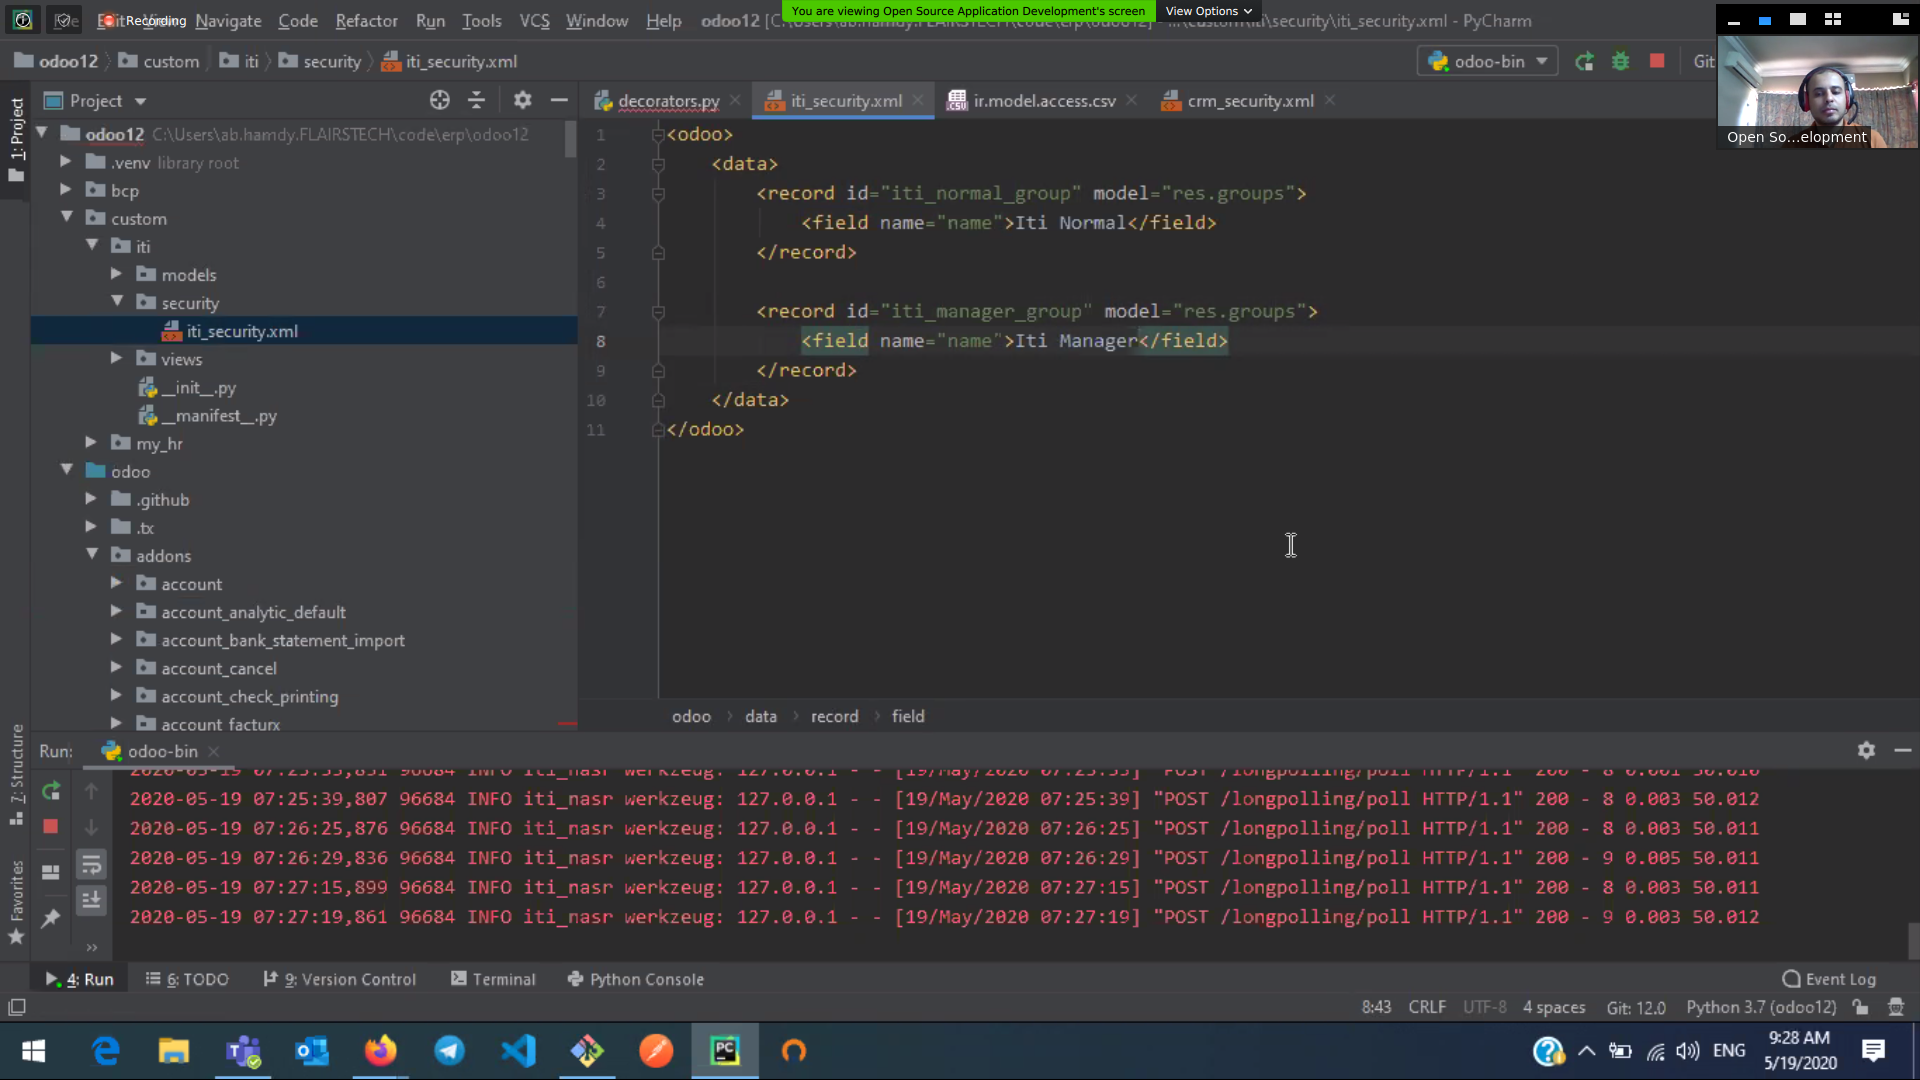 File Edit View Navigate Code Refactor Run Tools VCS Window Help
Recording
You are viewing Open Source Application Development's screen
View Options
odoo12 custom iti security iti_security.xml
odoo-bin
Git
Open So...elopment
1: Project
Project
decorators.py
iti_security.xml
ir.model.access.csv
crm_security.xml
odoo12 C:\Users\ab.hamdy.FLAIRSTECH\code\erp\odoo12
.venv library root
bcp
custom
iti
models
security
iti_security.xml
views
__init__.py
__manifest__.py
my_hr
odoo
.github
.tx
addons
account
account_analytic_default
account_bank_statement_import
account_cancel
account_check_printing
account_facturx
1 <odoo>
2 <data>
3 <record id="iti_normal_group" model="res.groups">
4 <field name="name">Iti Normal</field>
5 </record>
6
7 <record id="iti_manager_group" model="res.groups">
8 <field name="name">Iti Manager</field>
9 </record>
10 </data>
11 </odoo>
odoo data record field
7: Structure
Favorites
Run: odoo-bin
2020-05-19 07:25:39,807 96684 INFO iti_nasr werkzeug: 127.0.0.1 - - [19/May/2020 07:25:39] "POST /longpolling/poll HTTP/1.1" 200 - 8 0.003 50.012
2020-05-19 07:26:25,876 96684 INFO iti_nasr werkzeug: 127.0.0.1 - - [19/May/2020 07:26:25] "POST /longpolling/poll HTTP/1.1" 200 - 8 0.003 50.011
2020-05-19 07:26:29,836 96684 INFO iti_nasr werkzeug: 127.0.0.1 - - [19/May/2020 07:26:29] "POST /longpolling/poll HTTP/1.1" 200 - 9 0.005 50.011
2020-05-19 07:27:15,899 96684 INFO iti_nasr werkzeug: 127.0.0.1 - - [19/May/2020 07:27:15] "POST /longpolling/poll HTTP/1.1" 200 - 8 0.003 50.011
2020-05-19 07:27:19,861 96684 INFO iti_nasr werkzeug: 127.0.0.1 - - [19/May/2020 07:27:19] "POST /longpolling/poll HTTP/1.1" 200 - 9 0.003 50.012
4: Run 6: TODO 9: Version Control Terminal Python Console Event Log
8:43 CRLF UTF-8 4 spaces Git: 12.0 Python 3.7 (odoo12)
ENG
9:28 AM
5/19/2020